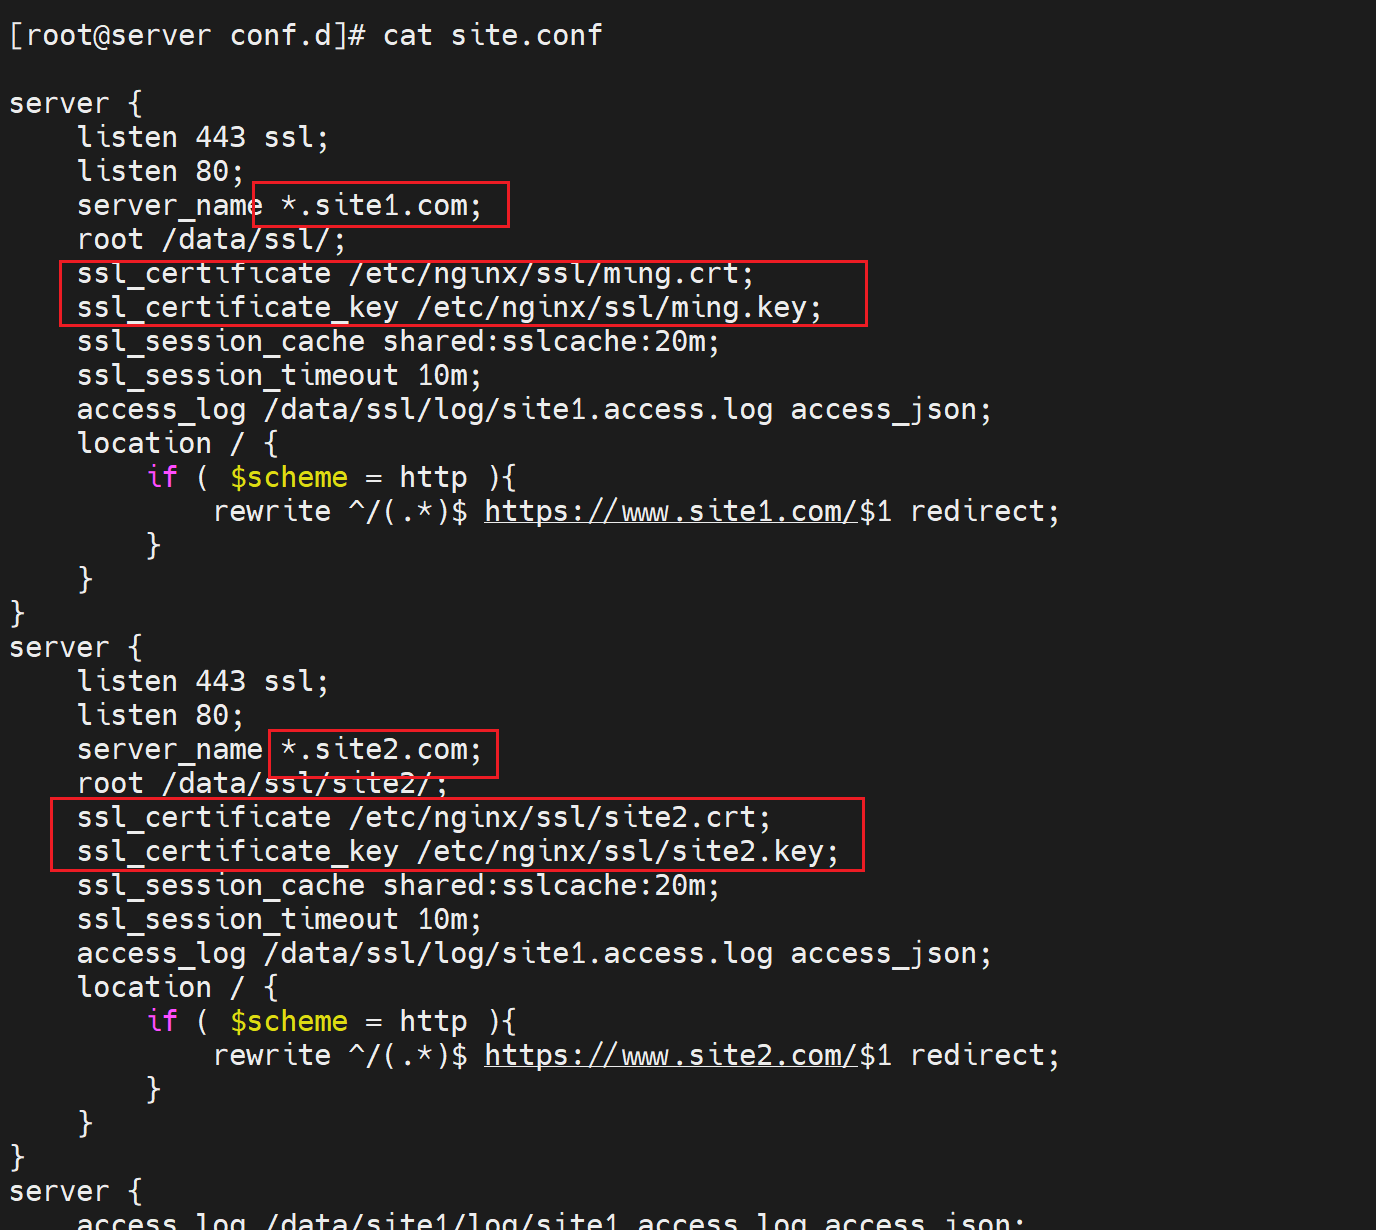 [root@server conf.d]# cat site.conf
server {
    listen 443 ssl;
    listen 80;
    server_name *.site1.com;
    root /data/ssl/;
    ssl_certificate /etc/nginx/ssl/ming.crt;
    ssl_certificate_key /etc/nginx/ssl/ming.key;
    ssl_session_cache shared:sslcache:20m;
    ssl_session_timeout 10m;
    access_log /data/ssl/log/site1.access.log access_json;
    location / {
        if ( $scheme = http ){
            rewrite ^/(.*)$ https://www.site1.com/$1 redirect;
        }
    }
}
server {
    listen 443 ssl;
    listen 80;
    server_name *.site2.com;
    root /data/ssl/site2/;
    ssl_certificate /etc/nginx/ssl/site2.crt;
    ssl_certificate_key /etc/nginx/ssl/site2.key;
    ssl_session_cache shared:sslcache:20m;
    ssl_session_timeout 10m;
    access_log /data/ssl/log/site1.access.log access_json;
    location / {
        if ( $scheme = http ){
            rewrite ^/(.*)$ https://www.site2.com/$1 redirect;
        }
    }
}
server {
    access_log /data/site1/log/site1.access.log access_json;